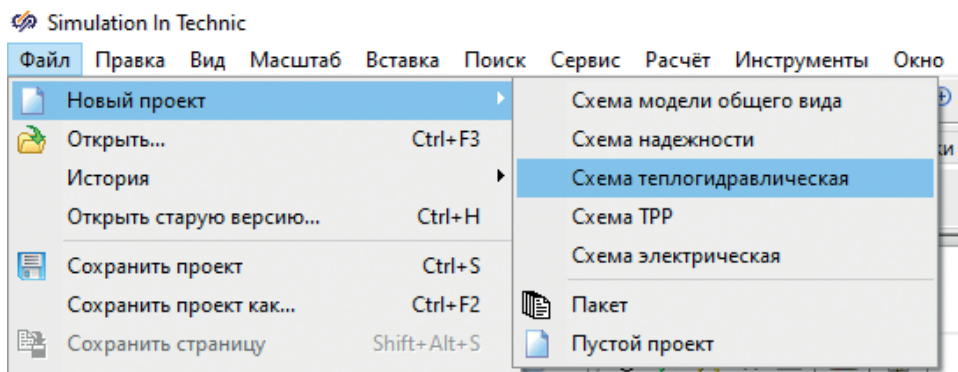 Simulation In Technic
Файл Правка Вид Масштаб Вставка Поиск Сервис Расчёт Инструменты Окно
Новый проект
Открыть... Ctrl+F3
История
Открыть старую версию... Ctrl+H
Сохранить проект Ctrl+S
Сохранить проект как... Ctrl+F2
Сохранить страницу Shift+Alt+S
Схема модели общего вида
Схема надежности
Схема теплогидравлическая
Схема ТРР
Схема электрическая
Пакет
Пустой проект